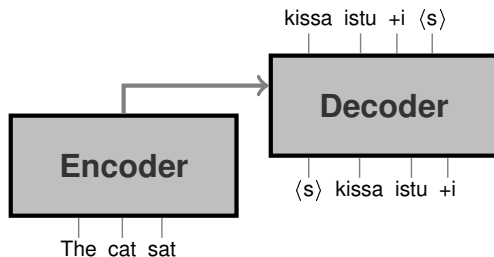 kissa istu +i ⟨s⟩
Decoder
Encoder
⟨s⟩ kissa istu +i
The cat sat